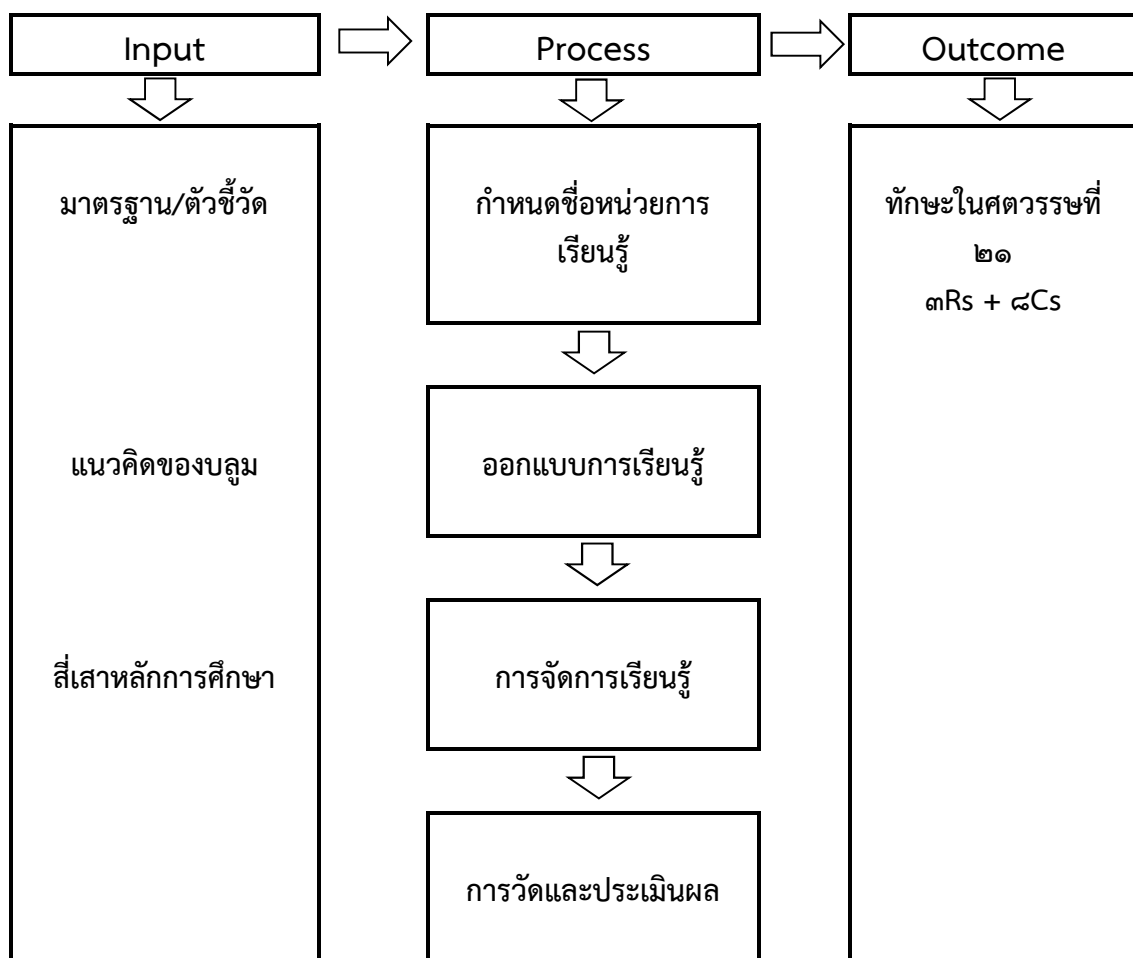 Input
Process
Outcome
มาตรฐาน/ตัวชี้วัด
แนวคิดของบลูม
สี่เสาหลักการศึกษา
กำหนดชื่อหน่วยการ
เรียนรู้
ออกแบบการเรียนรู้
การจัดการเรียนรู้
การวัดและประเมินผล
ทักษะในศตวรรษที่
๒๑
๓Rs + ๘Cs